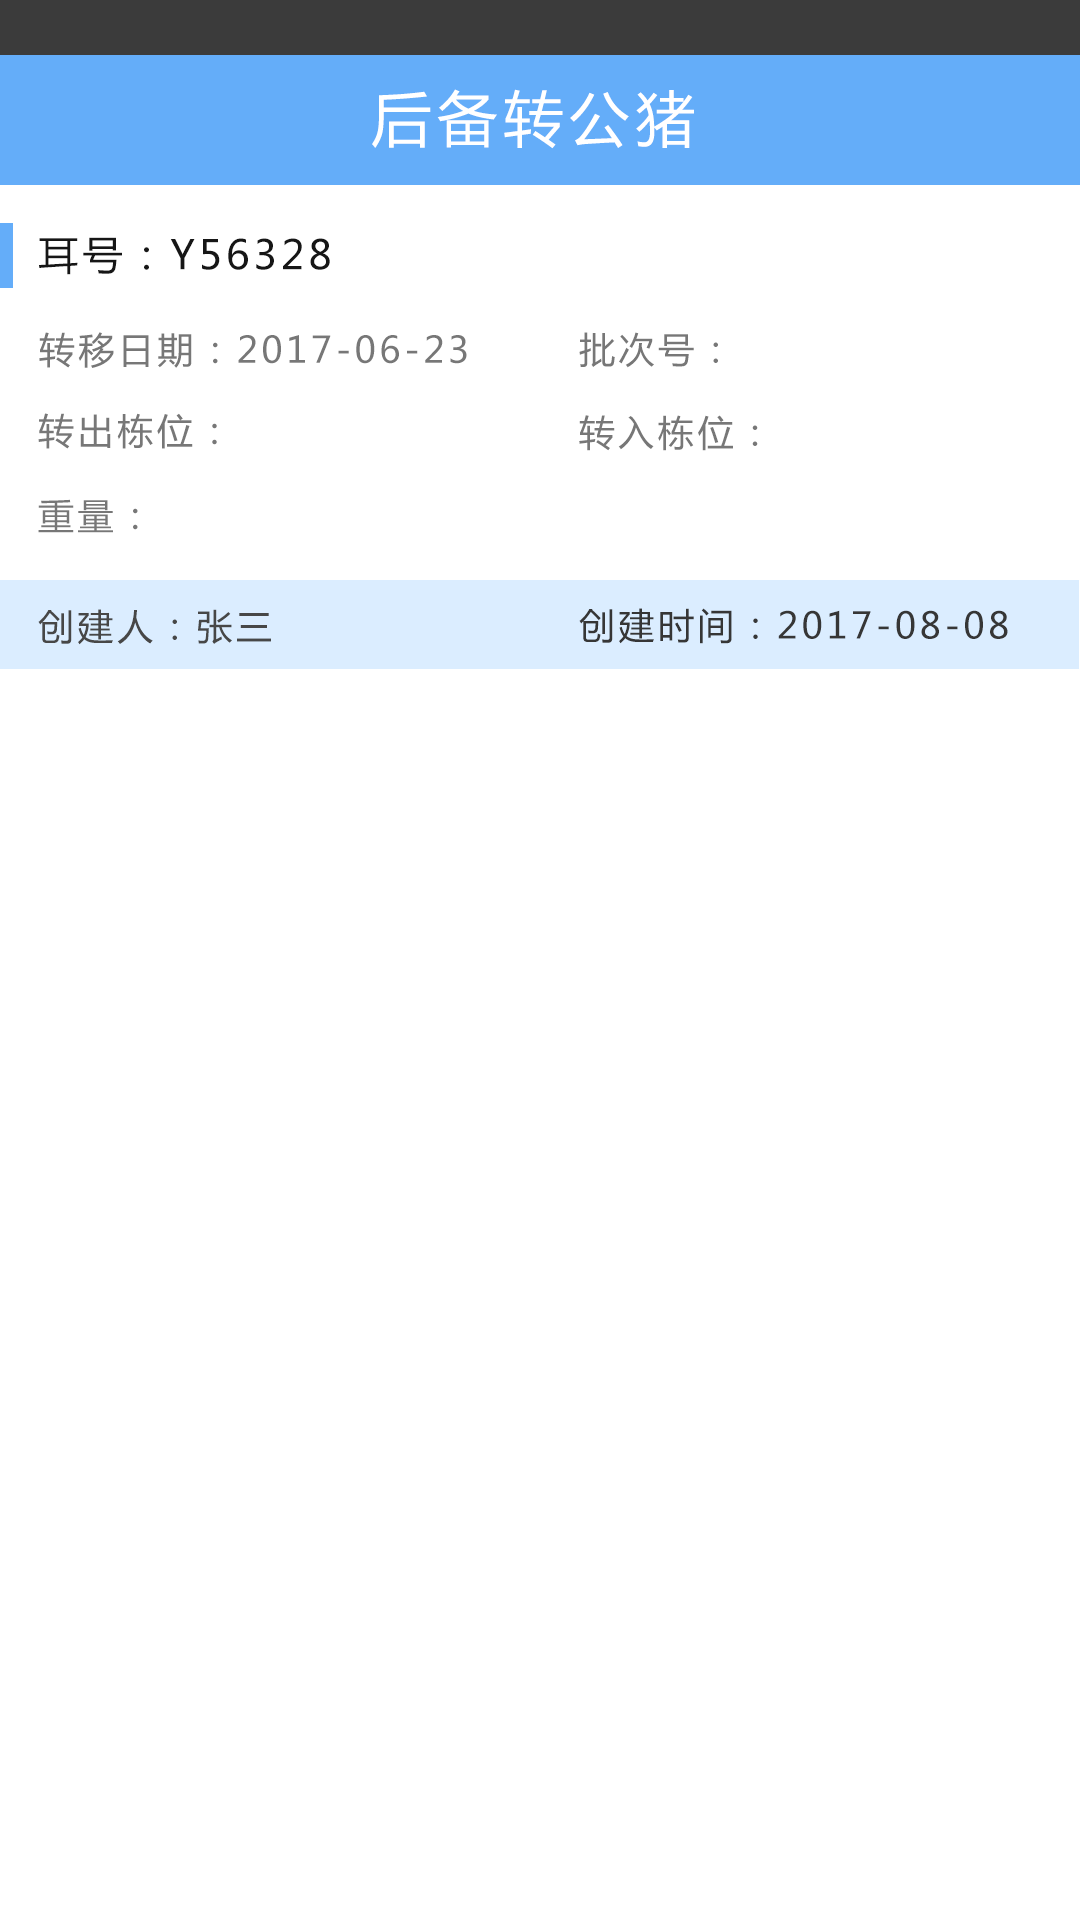 后备转公猪
耳号：Y56328
转移日期：2017-06-23 批次号：
转出栋位： 转入栋位：
重量：
创建人：张三 创建时间：2017-08-08